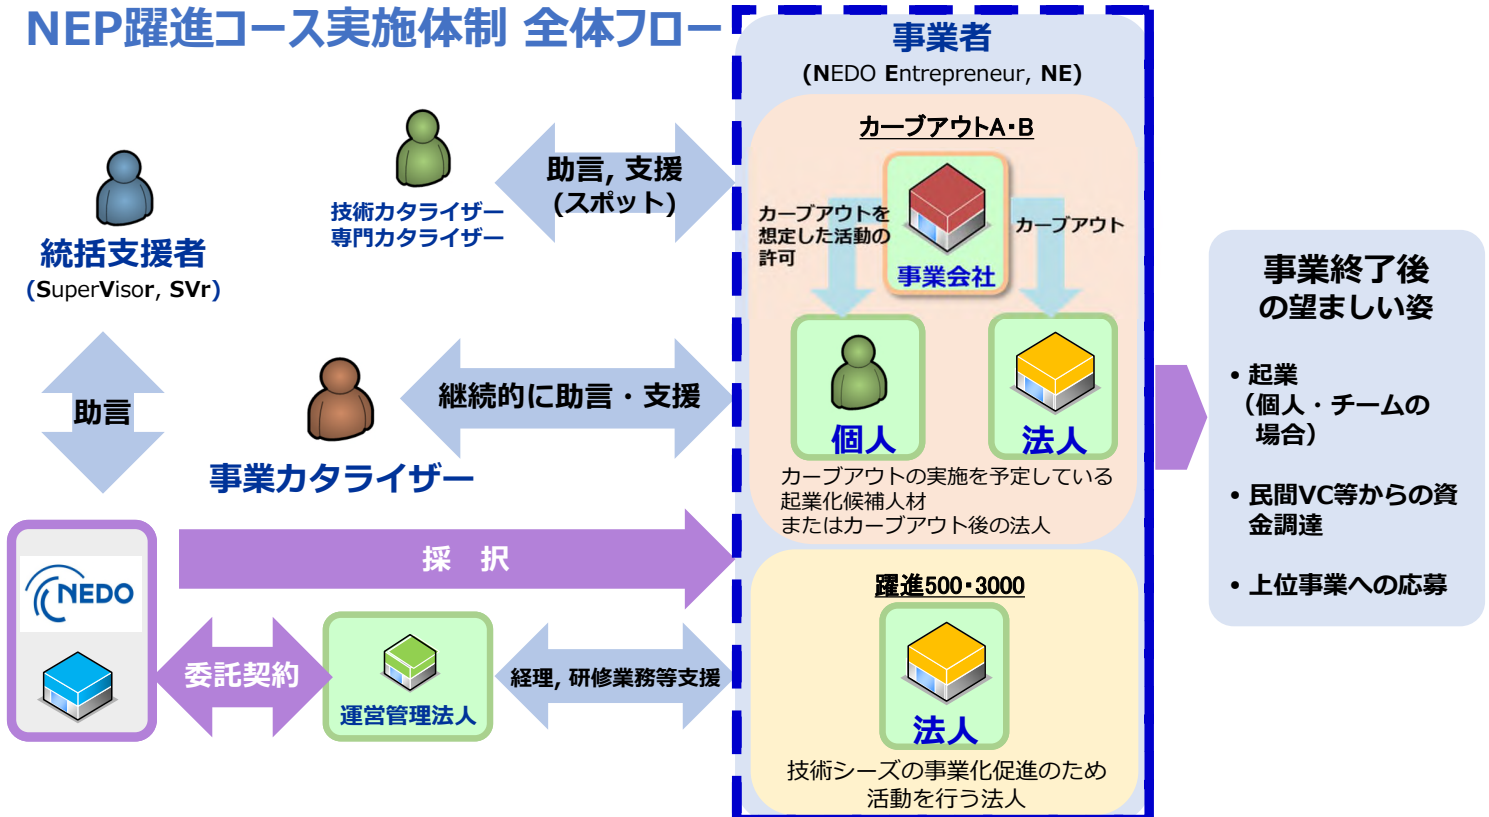 NEP躍進コース実施体制 全体フロー
事業者
(NEDO Entrepreneur, NE)
カーブアウトA・B
カーブアウトを
想定した活動の
許可
カーブアウト
事業会社
個人
法人
カーブアウトの実施を予定している
起業化候補人材
またはカーブアウト後の法人
躍進500・3000
法人
技術シーズの事業化促進のため
活動を行う法人
技術カタライザー
専門カタライザー
助言, 支援
(スポット)
統括支援者
(SuperVisor, SVr)
助言
事業カタライザー
継続的に助言・支援
採 択
NEDO
委託契約
運営管理法人
経理, 研修業務等支援
事業終了後
の望ましい姿
• 起業
（個人・チームの
場合）
• 民間VC等からの資
金調達
• 上位事業への応募